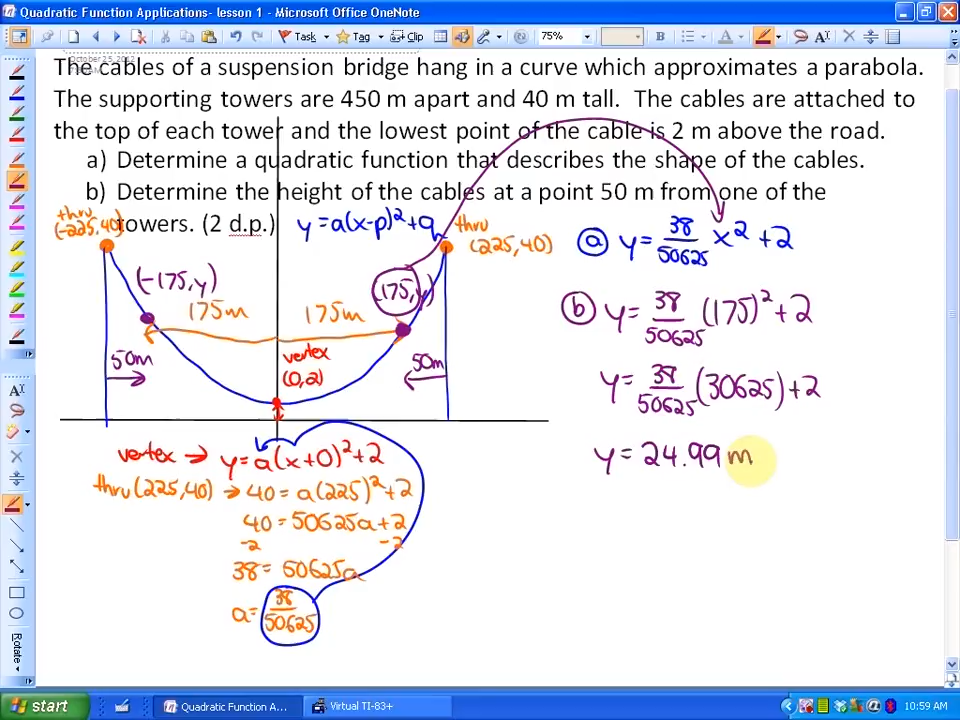 Quadratic Function Applications- lesson 1 - Microsoft Office OneNote
Task
Tag
Clip
75%
B
A
October 25, 2012
The cables of a suspension bridge hang in a curve which approximates a parabola.
The supporting towers are 450 m apart and 40 m tall. The cables are attached to
the top of each tower and the lowest point of the cable is 2 m above the road.
a) Determine a quadratic function that describes the shape of the cables.
b) Determine the height of the cables at a point 50 m from one of the
towers. (2 d.p.)
y = a(x-p)² + q
thru
(-225,40)
thru
(225,40)
(-175,y)
(175,y)
175m
175m
50m
50m
vertex
(0,2)
vertex → y = a(x+0)² + 2
thru (225,40) → 40 = a(225)² + 2
40 = 50625a + 2
-2 -2
38 = 50625a
a = 38/50625
a y = 38/50625 x² + 2
b y = 38/50625 (175)² + 2
y = 38/50625 (30625) + 2
y = 24.99 m
Rotate
start
Quadratic Function A...
Virtual TI-83+
10:59 AM